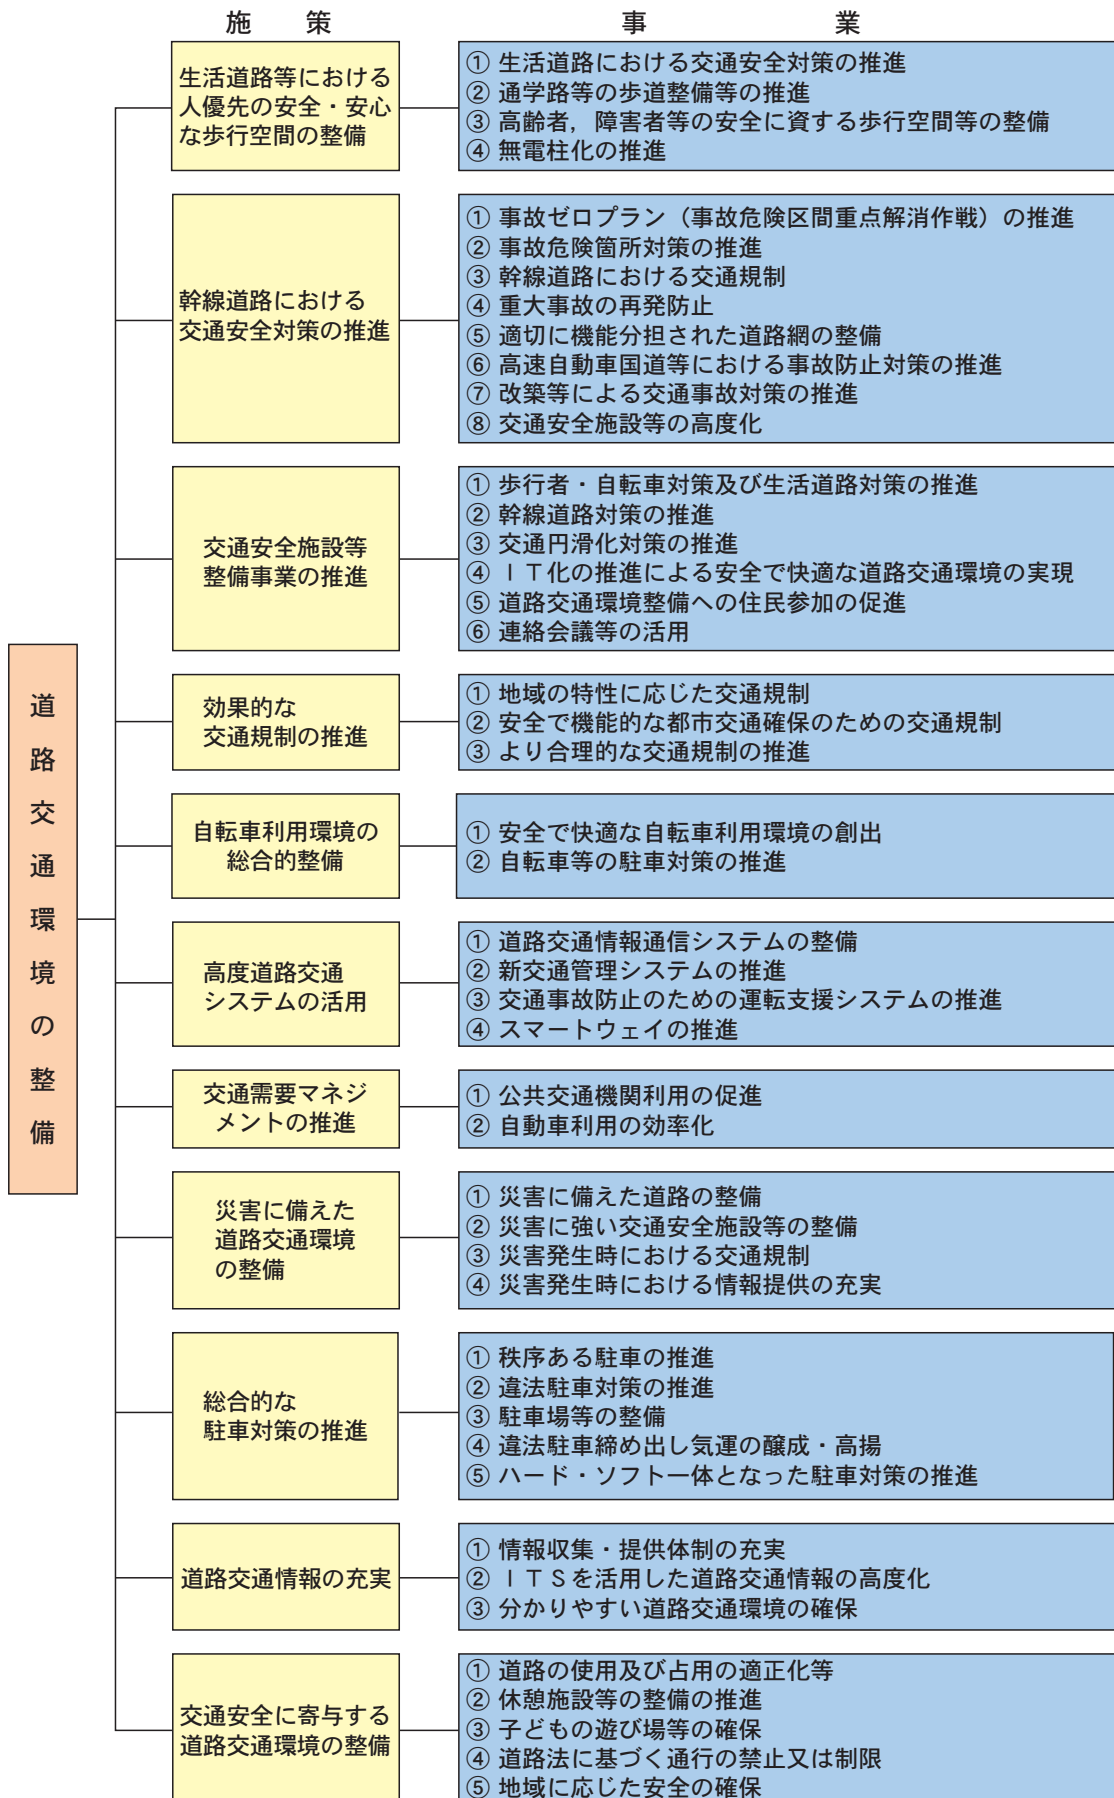 施策
事業
道路交通環境の整備
生活道路等における
人優先の安全・安心
な歩行空間の整備
① 生活道路における交通安全対策の推進
② 通学路等の歩道整備等の推進
③ 高齢者，障害者等の安全に資する歩行空間等の整備
④ 無電柱化の推進
幹線道路における
交通安全対策の推進
① 事故ゼロプラン（事故危険区間重点解消作戦）の推進
② 事故危険箇所対策の推進
③ 幹線道路における交通規制
④ 重大事故の再発防止
⑤ 適切に機能分担された道路網の整備
⑥ 高速自動車国道等における事故防止対策の推進
⑦ 改築等による交通事故対策の推進
⑧ 交通安全施設等の高度化
交通安全施設等
整備事業の推進
① 歩行者・自転車対策及び生活道路対策の推進
② 幹線道路対策の推進
③ 交通円滑化対策の推進
④ ＩＴ化の推進による安全で快適な道路交通環境の実現
⑤ 道路交通環境整備への住民参加の促進
⑥ 連絡会議等の活用
効果的な
交通規制の推進
① 地域の特性に応じた交通規制
② 安全で機能的な都市交通確保のための交通規制
③ より合理的な交通規制の推進
自転車利用環境の
総合的整備
① 安全で快適な自転車利用環境の創出
② 自転車等の駐車対策の推進
高度道路交通
システムの活用
① 道路交通情報通信システムの整備
② 新交通管理システムの推進
③ 交通事故防止のための運転支援システムの推進
④ スマートウェイの推進
交通需要マネジ
メントの推進
① 公共交通機関利用の促進
② 自動車利用の効率化
災害に備えた
道路交通環境
の整備
① 災害に備えた道路の整備
② 災害に強い交通安全施設等の整備
③ 災害発生時における交通規制
④ 災害発生時における情報提供の充実
総合的な
駐車対策の推進
① 秩序ある駐車の推進
② 違法駐車対策の推進
③ 駐車場等の整備
④ 違法駐車締め出し気運の醸成・高揚
⑤ ハード・ソフト一体となった駐車対策の推進
道路交通情報の充実
① 情報収集・提供体制の充実
② ＩＴＳを活用した道路交通情報の高度化
③ 分かりやすい道路交通環境の確保
交通安全に寄与する
道路交通環境の整備
① 道路の使用及び占用の適正化等
② 休憩施設等の整備の推進
③ 子どもの遊び場等の確保
④ 道路法に基づく通行の禁止又は制限
⑤ 地域に応じた安全の確保